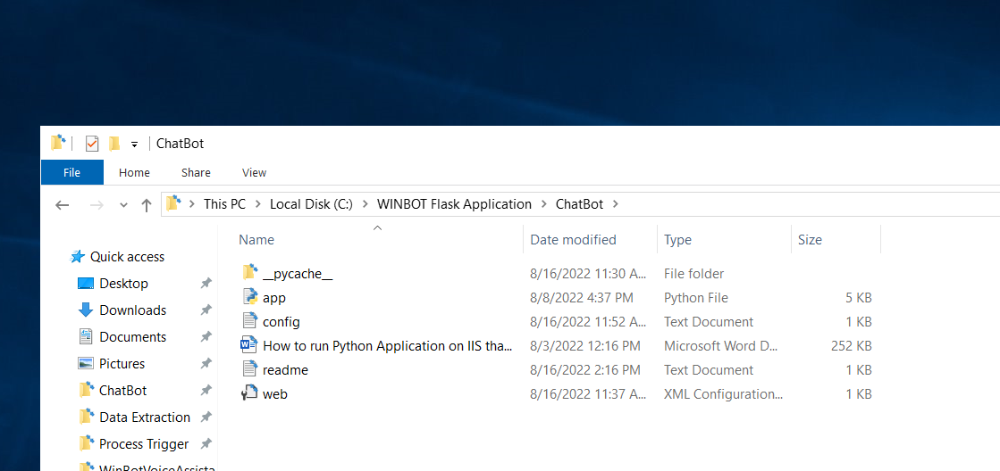 ChatBot
File Home Share View
This PC Local Disk (C:) WINBOT Flask Application ChatBot
Name Date modified Type Size
Quick access
Desktop
Downloads
Documents
Pictures
ChatBot
Data Extraction
Process Trigger
WinBotVoiceAssista
__pycache__ 8/16/2022 11:30 A... File folder
app 8/8/2022 4:37 PM Python File 5 KB
config 8/16/2022 11:52 A... Text Document 1 KB
How to run Python Application on IIS tha... 8/3/2022 12:16 PM Microsoft Word D... 252 KB
readme 8/16/2022 2:16 PM Text Document 1 KB
web 8/16/2022 11:37 A... XML Configuration... 1 KB